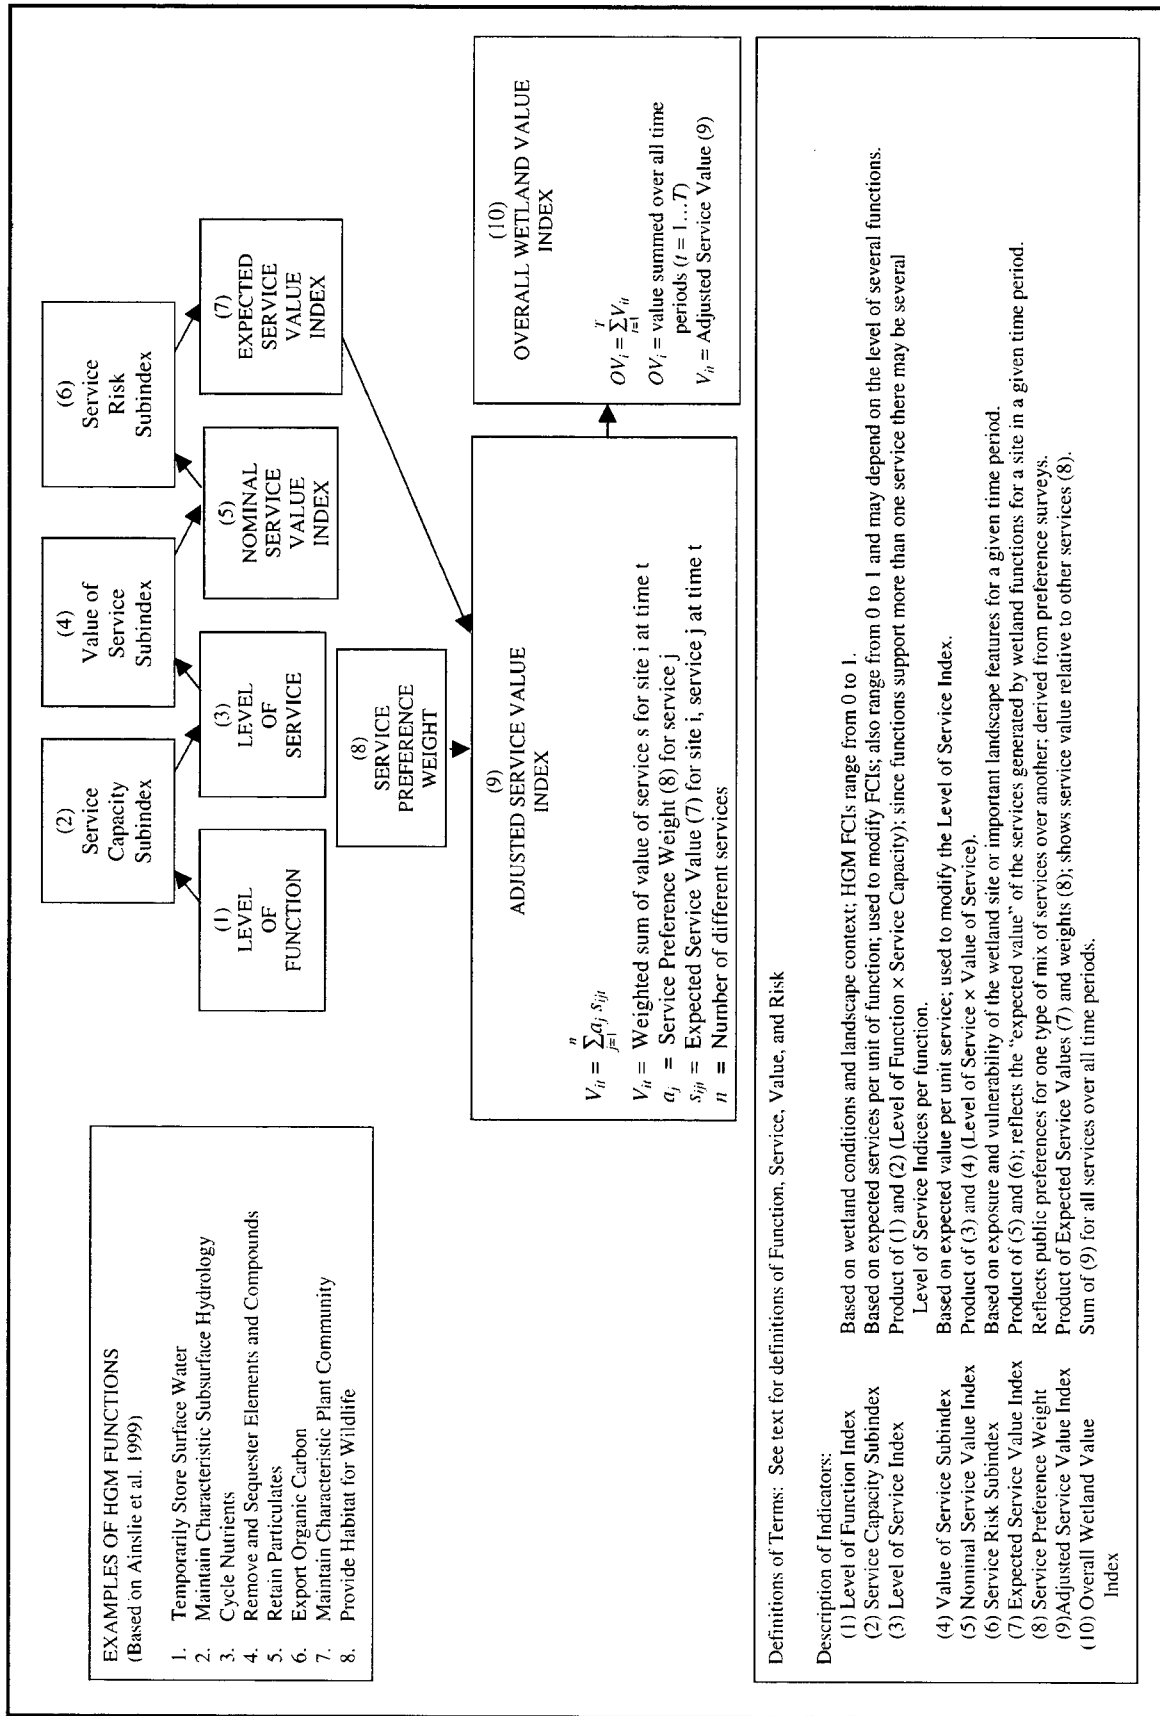 EXAMPLES OF HGM FUNCTIONS
(Based on Ainslie et al. 1999)
1. Temporarily Store Surface Water
2. Maintain Characteristic Subsurface Hydrology
3. Cycle Nutrients
4. Remove and Sequester Elements and Compounds
5. Retain Particulates
6. Export Organic Carbon
7. Maintain Characteristic Plant Community
8. Provide Habitat for Wildlife
(1)
LEVEL
OF
FUNCTION
(2)
Service
Capacity
Subindex
(3)
LEVEL
OF
SERVICE
(4)
Value of
Service
Subindex
(5)
NOMINAL
SERVICE
VALUE
INDEX
(6)
Service
Risk
Subindex
(7)
EXPECTED
SERVICE
VALUE
INDEX
(8)
SERVICE
PREFERENCE
WEIGHT
(9)
ADJUSTED SERVICE VALUE
INDEX
n
V_it = Σ a_j s_ijt
j=1
V_it = Weighted sum of value of service s for site i at time t
a_j = Service Preference Weight (8) for service j
s_ijt = Expected Service Value (7) for site i, service j at time t
n = Number of different services
(10)
OVERALL WETLAND VALUE
INDEX
T
OV_i = Σ V_it
t=1
OV_i = value summed over all time
periods (t = 1...T)
V_it = Adjusted Service Value (9)
Definitions of Terms: See text for definitions of Function, Service, Value, and Risk
Description of Indicators:
(1) Level of Function Index Based on wetland conditions and landscape context; HGM FCIs range from 0 to 1.
(2) Service Capacity Subindex Based on expected services per unit of function; used to modify FCIs; also range from 0 to 1 and may depend on the level of several functions.
(3) Level of Service Index Product of (1) and (2) (Level of Function × Service Capacity); since functions support more than one service there may be several
Level of Service Indices per function.
(4) Value of Service Subindex Based on expected value per unit service; used to modify the Level of Service Index.
(5) Nominal Service Value Index Product of (3) and (4) (Level of Service × Value of Service).
(6) Service Risk Subindex Based on exposure and vulnerability of the wetland site or important landscape features for a given time period.
(7) Expected Service Value Index Product of (5) and (6); reflects the “expected value” of the services generated by wetland functions for a site in a given time period.
(8) Service Preference Weight Reflects public preferences for one type of mix of services over another; derived from preference surveys.
(9)Adjusted Service Value Index Product of Expected Service Values (7) and weights (8); shows service value relative to other services (8).
(10) Overall Wetland Value Sum of (9) for all services over all time periods.
Index